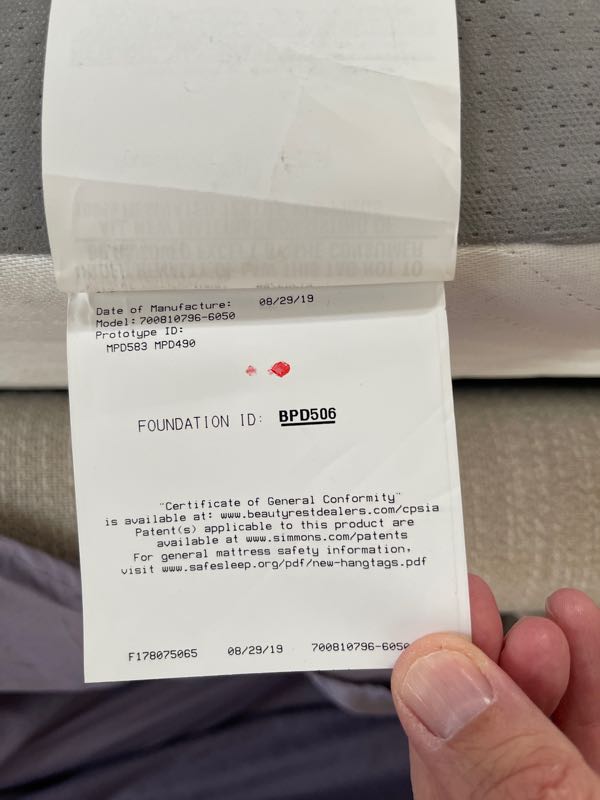 Date of Manufacture: 08/29/19
Model: 700810796-6050
Prototype ID:
MPD583 MPD490
FOUNDATION ID: BPD506
"Certificate of General Conformity"
is available at: www.beautyrestdealers.com/cpsia
Patent(s) applicable to this product are
available at www.simmons.com/patents
For general mattress safety information,
visit www.safesleep.org/pdf/new-hangtags.pdf
F178075065 08/29/19 700810796-6050